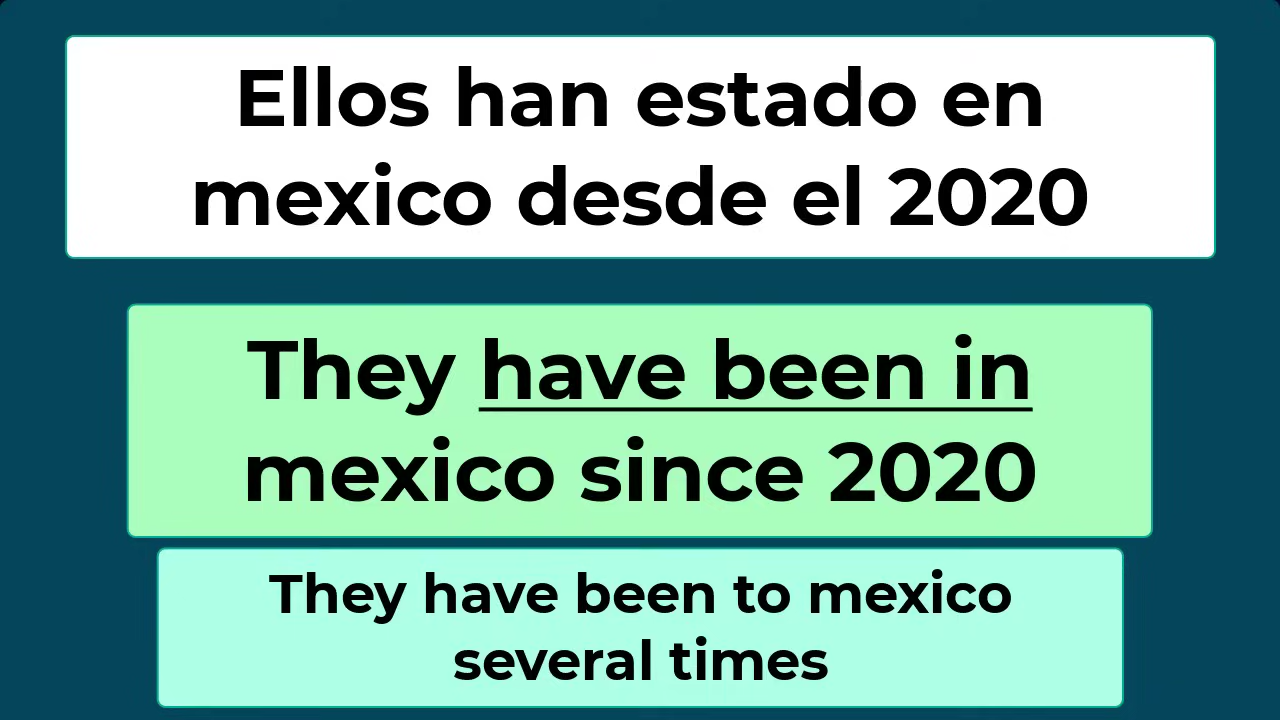 Ellos han estado en
mexico desde el 2020
They have been in
mexico since 2020
They have been to mexico
several times